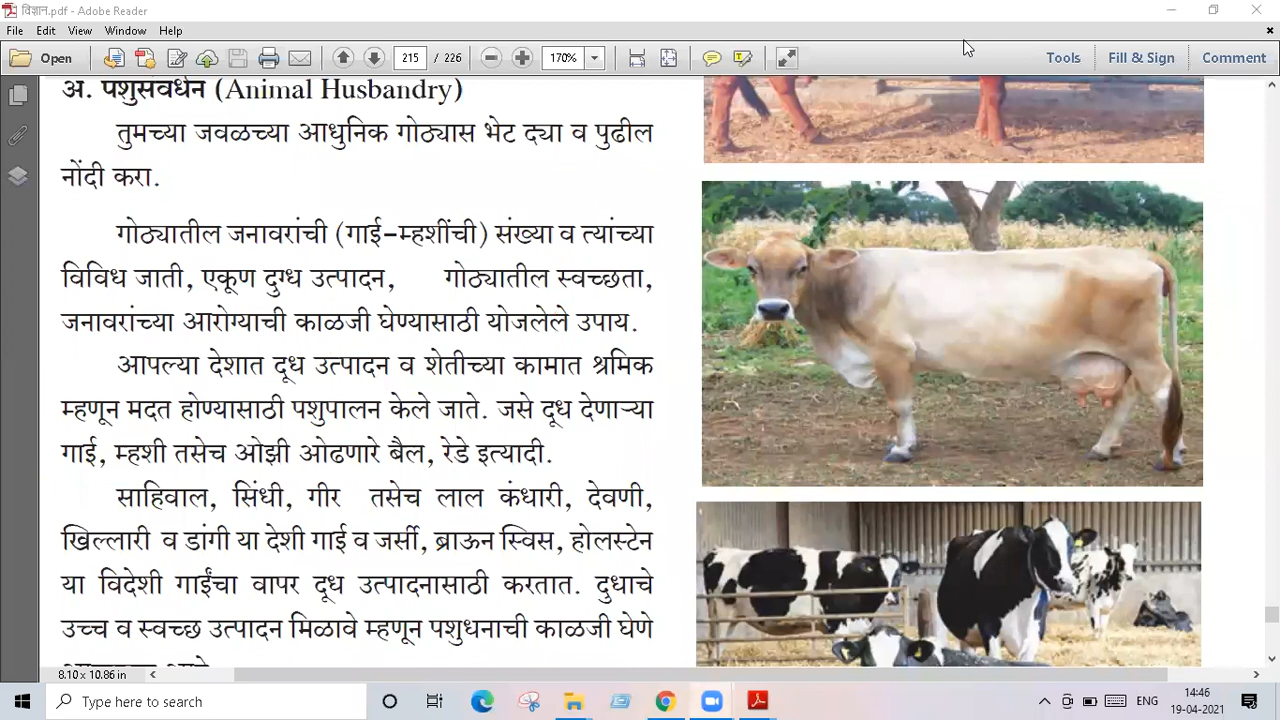 विज्ञान.pdf - Adobe Reader
File Edit View Window Help
Open 215 / 226 170% Tools Fill & Sign Comment
अ. पशुसंवर्धन (Animal Husbandry)
तुमच्या जवळच्या आधुनिक गोठ्यास भेट द्या व पुढील
नोंदी करा.
गोठ्यातील जनावरांची (गाई-म्हशींची) संख्या व त्यांच्या
विविध जाती, एकूण दुग्ध उत्पादन, गोठ्यातील स्वच्छता,
जनावरांच्या आरोग्याची काळजी घेण्यासाठी योजलेले उपाय.
आपल्या देशात दूध उत्पादन व शेतीच्या कामात श्रमिक
म्हणून मदत होण्यासाठी पशुपालन केले जाते. जसे दूध देणाऱ्या
गाई, म्हशी तसेच ओझी ओढणारे बैल, रेडे इत्यादी.
साहिवाल, सिंधी, गीर तसेच लाल कंधारी, देवणी,
खिल्लारी व डांगी या देशी गाई व जर्सी, ब्राऊन स्विस, होलस्टेन
या विदेशी गाईंचा वापर दूध उत्पादनासाठी करतात. दुधाचे
उच्च व स्वच्छ उत्पादन मिळावे म्हणून पशुधनाची काळजी घेणे
8.10 x 10.86 in
Type here to search
ENG
14:46
19-04-2021